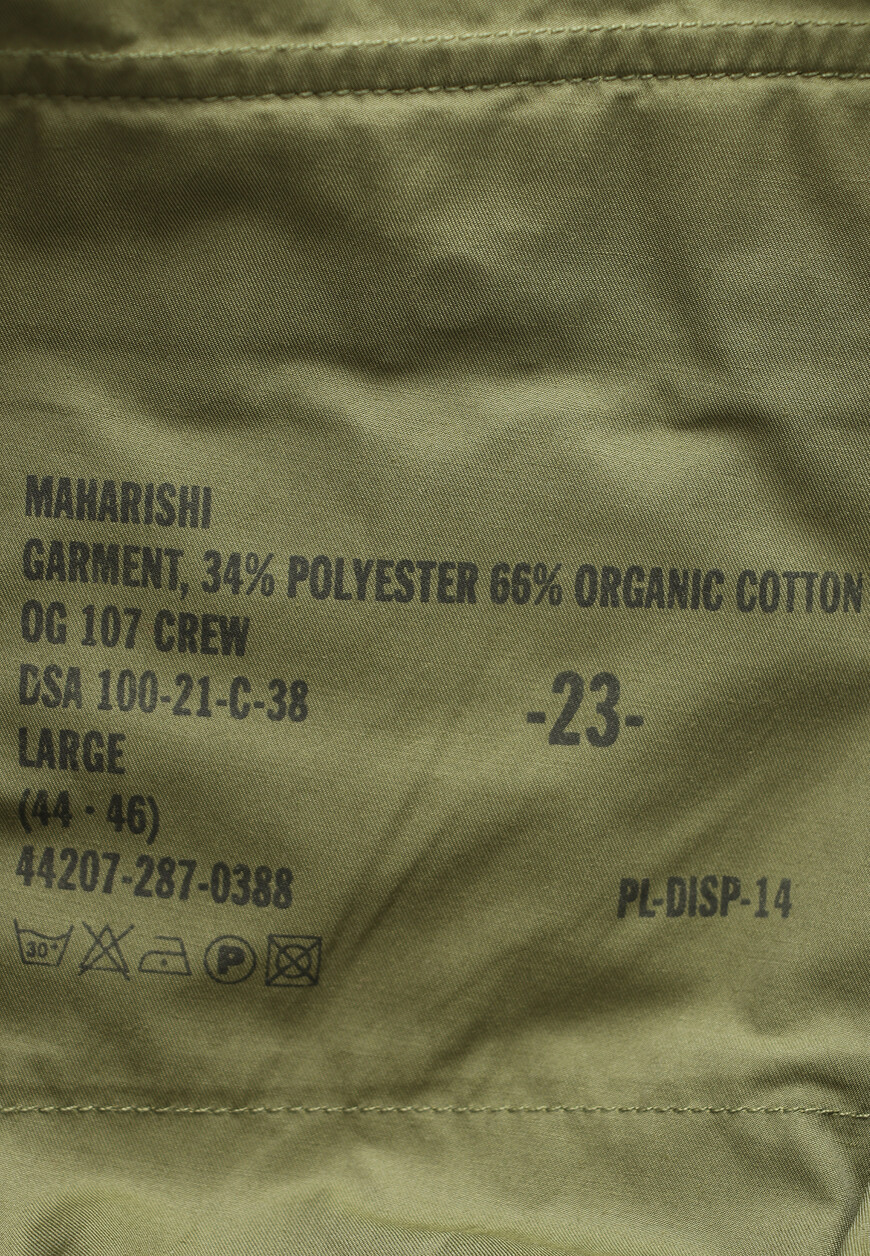 MAHARISHI
GARMENT, 34% POLYESTER 66% ORGANIC COTTON
OG 107 CREW
DSA 100-21-C-38
-23-
LARGE
(44 · 46)
44207-287-0388
PL-DISP-14
30°
P